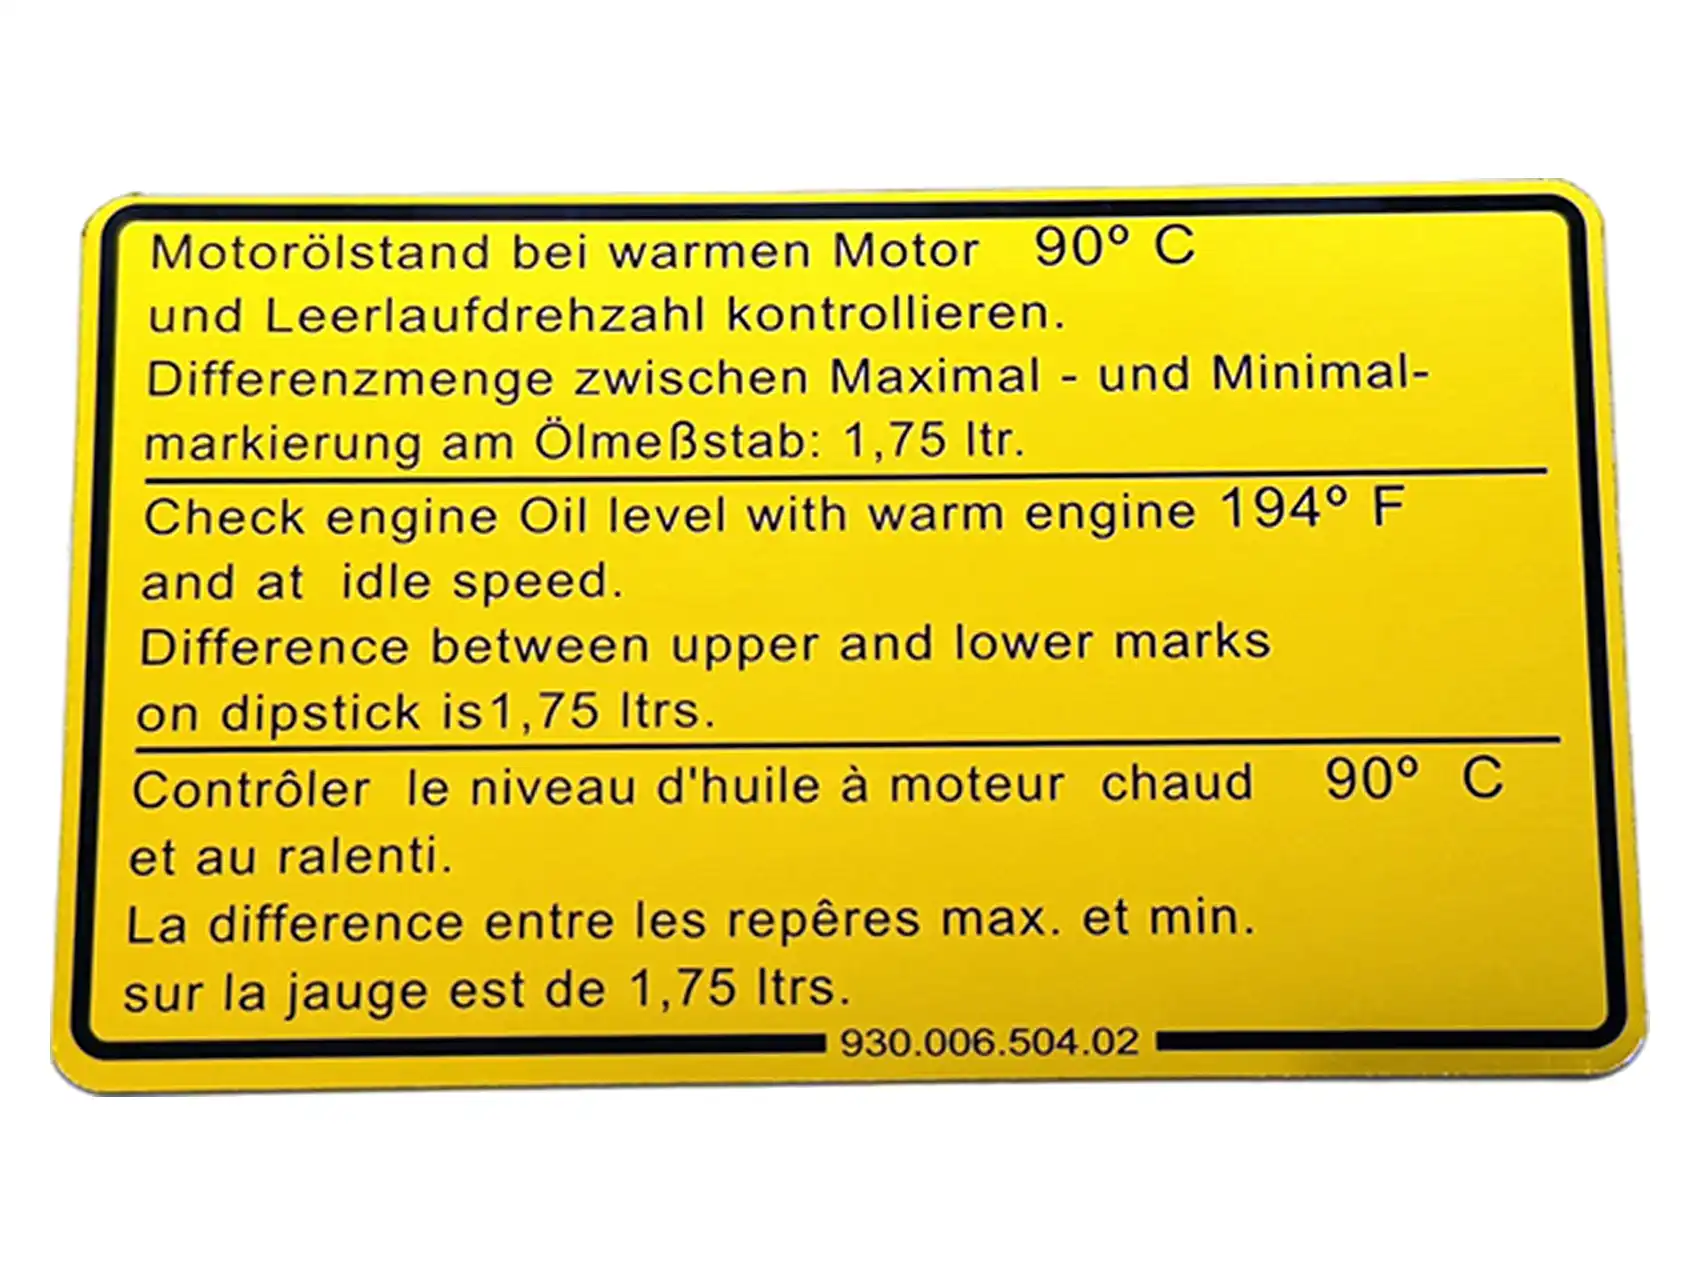 Motorölstand bei warmen Motor 90º C
und Leerlaufdrehzahl kontrollieren.
Differenzmenge zwischen Maximal - und Minimal-
markierung am Ölmeßstab: 1,75 ltr.
Check engine Oil level with warm engine 194º F
and at idle speed.
Difference between upper and lower marks
on dipstick is1,75 ltrs.
Contrôler le niveau d'huile à moteur chaud 90º C
et au ralenti.
La difference entre les repêres max. et min.
sur la jauge est de 1,75 ltrs.
930.006.504.02